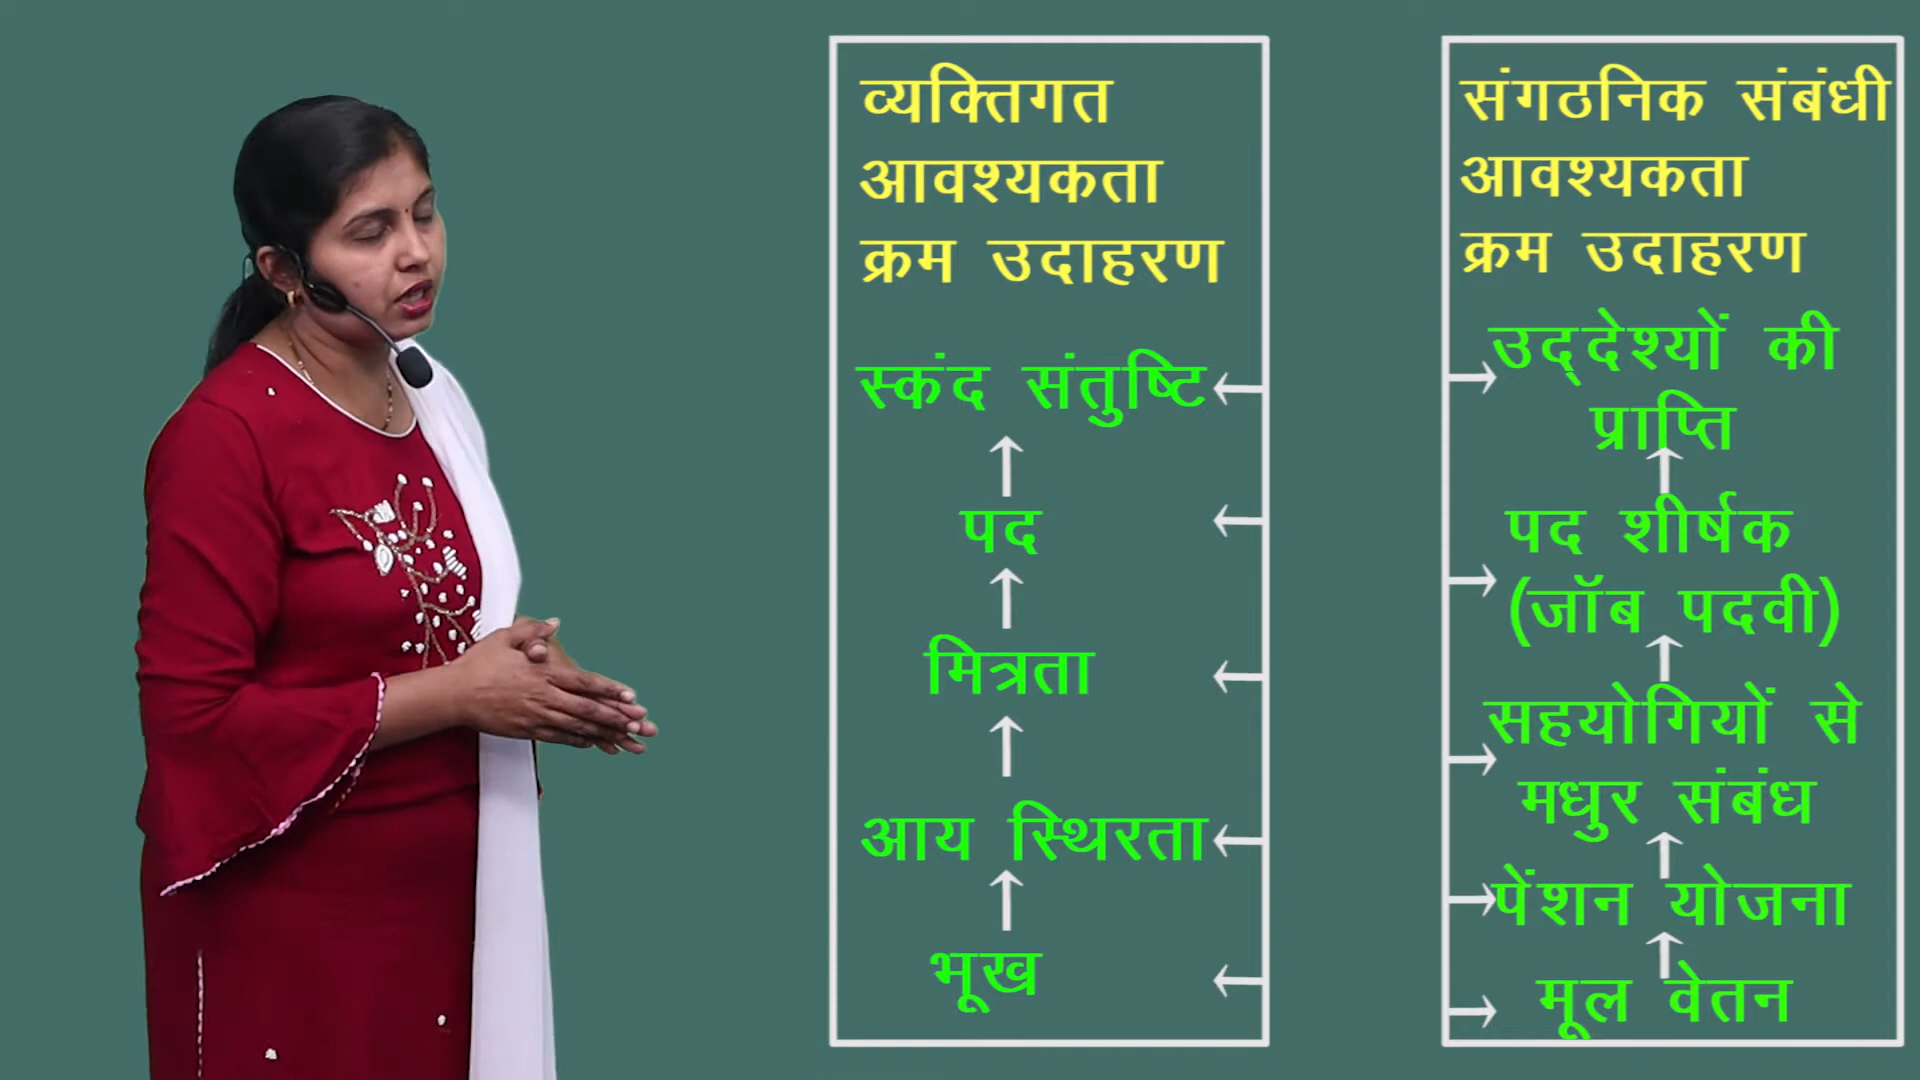 व्यक्तिगत
आवश्यकता
क्रम उदाहरण
स्कंद संतुष्टि
पद
मित्रता
आय स्थिरता
भूख
संगठनिक संबंधी
आवश्यकता
क्रम उदाहरण
उद्देश्यों की
प्राप्ति
पद शीर्षक
(जॉब पदवी)
सहयोगियों से
मधुर संबंध
पेंशन योजना
मूल वेतन